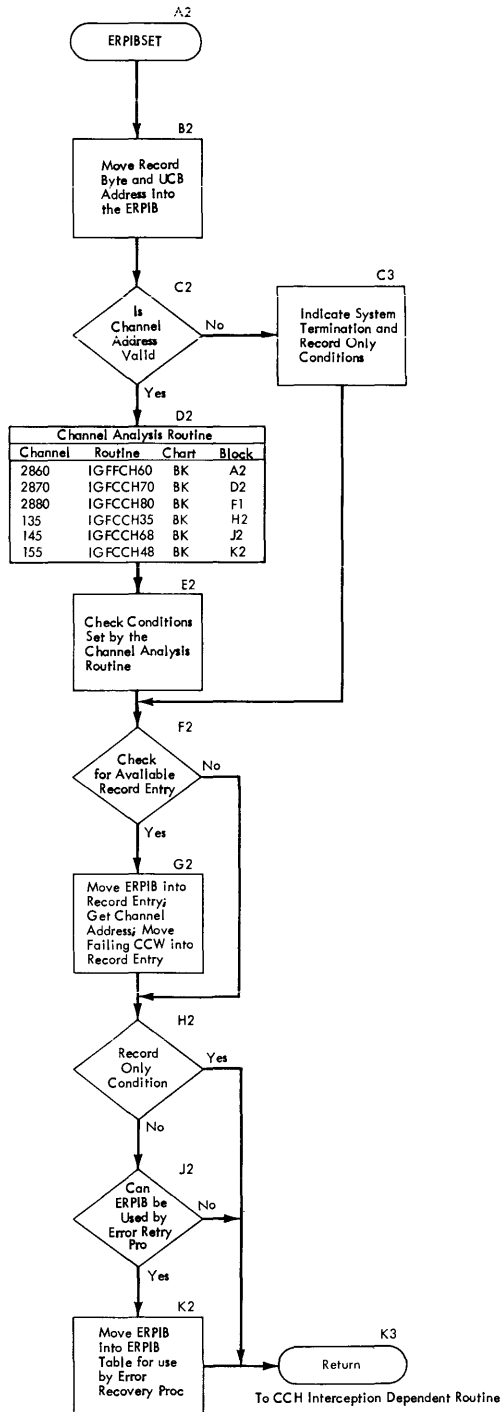 A2
ERPIBSET
B2
Move Record
Byte and UCB
Address into
the ERPIB
C2
Is
Channel
Address
Valid
No
Yes
C3
Indicate System
Termination and
Record Only
Conditions
D2
Channel Analysis Routine
Channel Routine Chart Block
2860 IGFFCH60 BK A2
2870 IGFCCH70 BK D2
2880 IGFCCH80 BK F1
135 IGFCCH35 BK H2
145 IGFCCH68 BK J2
155 IGFCCH48 BK K2
E2
Check Conditions
Set by the
Channel Analysis
Routine
F2
Check
for Available
Record Entry
No
Yes
G2
Move ERPIB into
Record Entry;
Get Channel
Address; Move
Failing CCW into
Record Entry
H2
Record
Only
Condition
Yes
No
J2
Can
ERPIB be
Used by
Error Retry
Pro
No
Yes
K2
Move ERPIB
into ERPIB
Table for use
by Error
Recovery Proc
K3
Return
To CCH Interception Dependent Routine